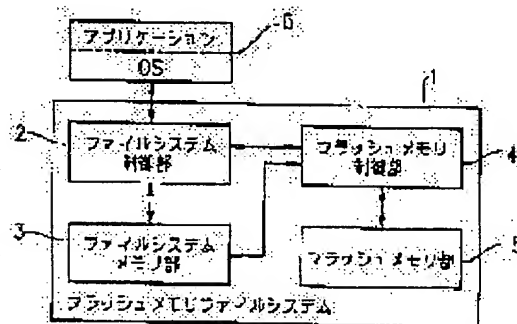 アプリケーション
OS
6
1
2
ファイルシステム
制御部
フラッシュメモリ
制御部
4
3
ファイルシステム
メモリ部
フラッシュメモリ部
5
フラッシュメモリファイルシステム